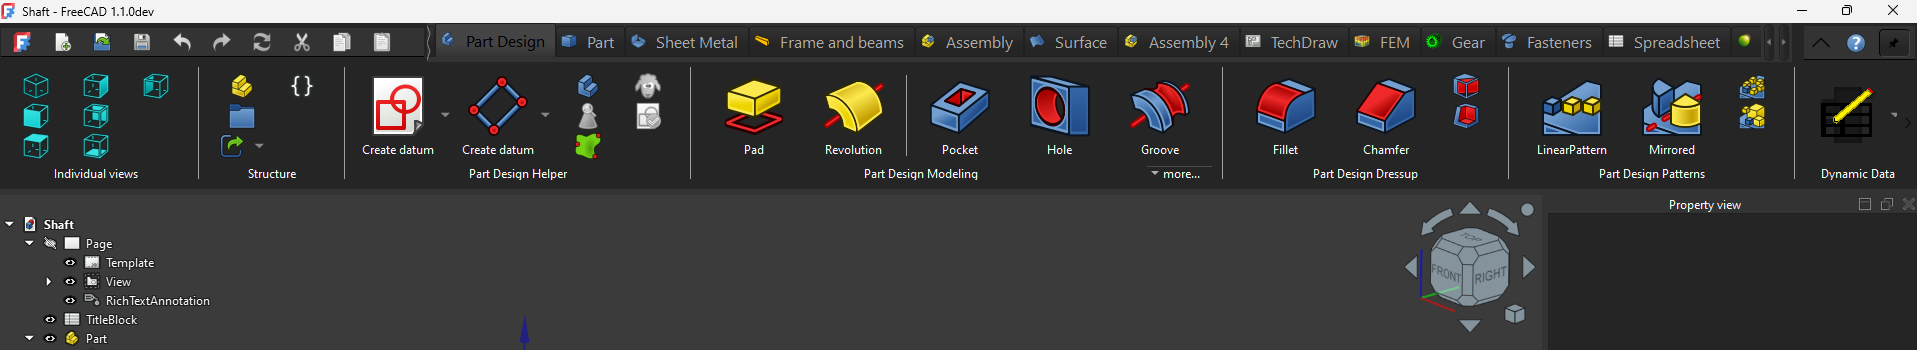 Shaft - FreeCAD 1.1.0dev
Part Design Part Sheet Metal Frame and beams Assembly Surface Assembly 4 TechDraw FEM Gear Fasteners Spreadsheet
Create datum Create datum Pad Revolution Pocket Hole Groove Fillet Chamfer LinearPattern Mirrored
Individual views Structure Part Design Helper Part Design Modeling more... Part Design Dressup Part Design Patterns Dynamic Data
Property view
Shaft
Page
Template
View
RichTextAnnotation
TitleBlock
Part
TOP
FRONT RIGHT